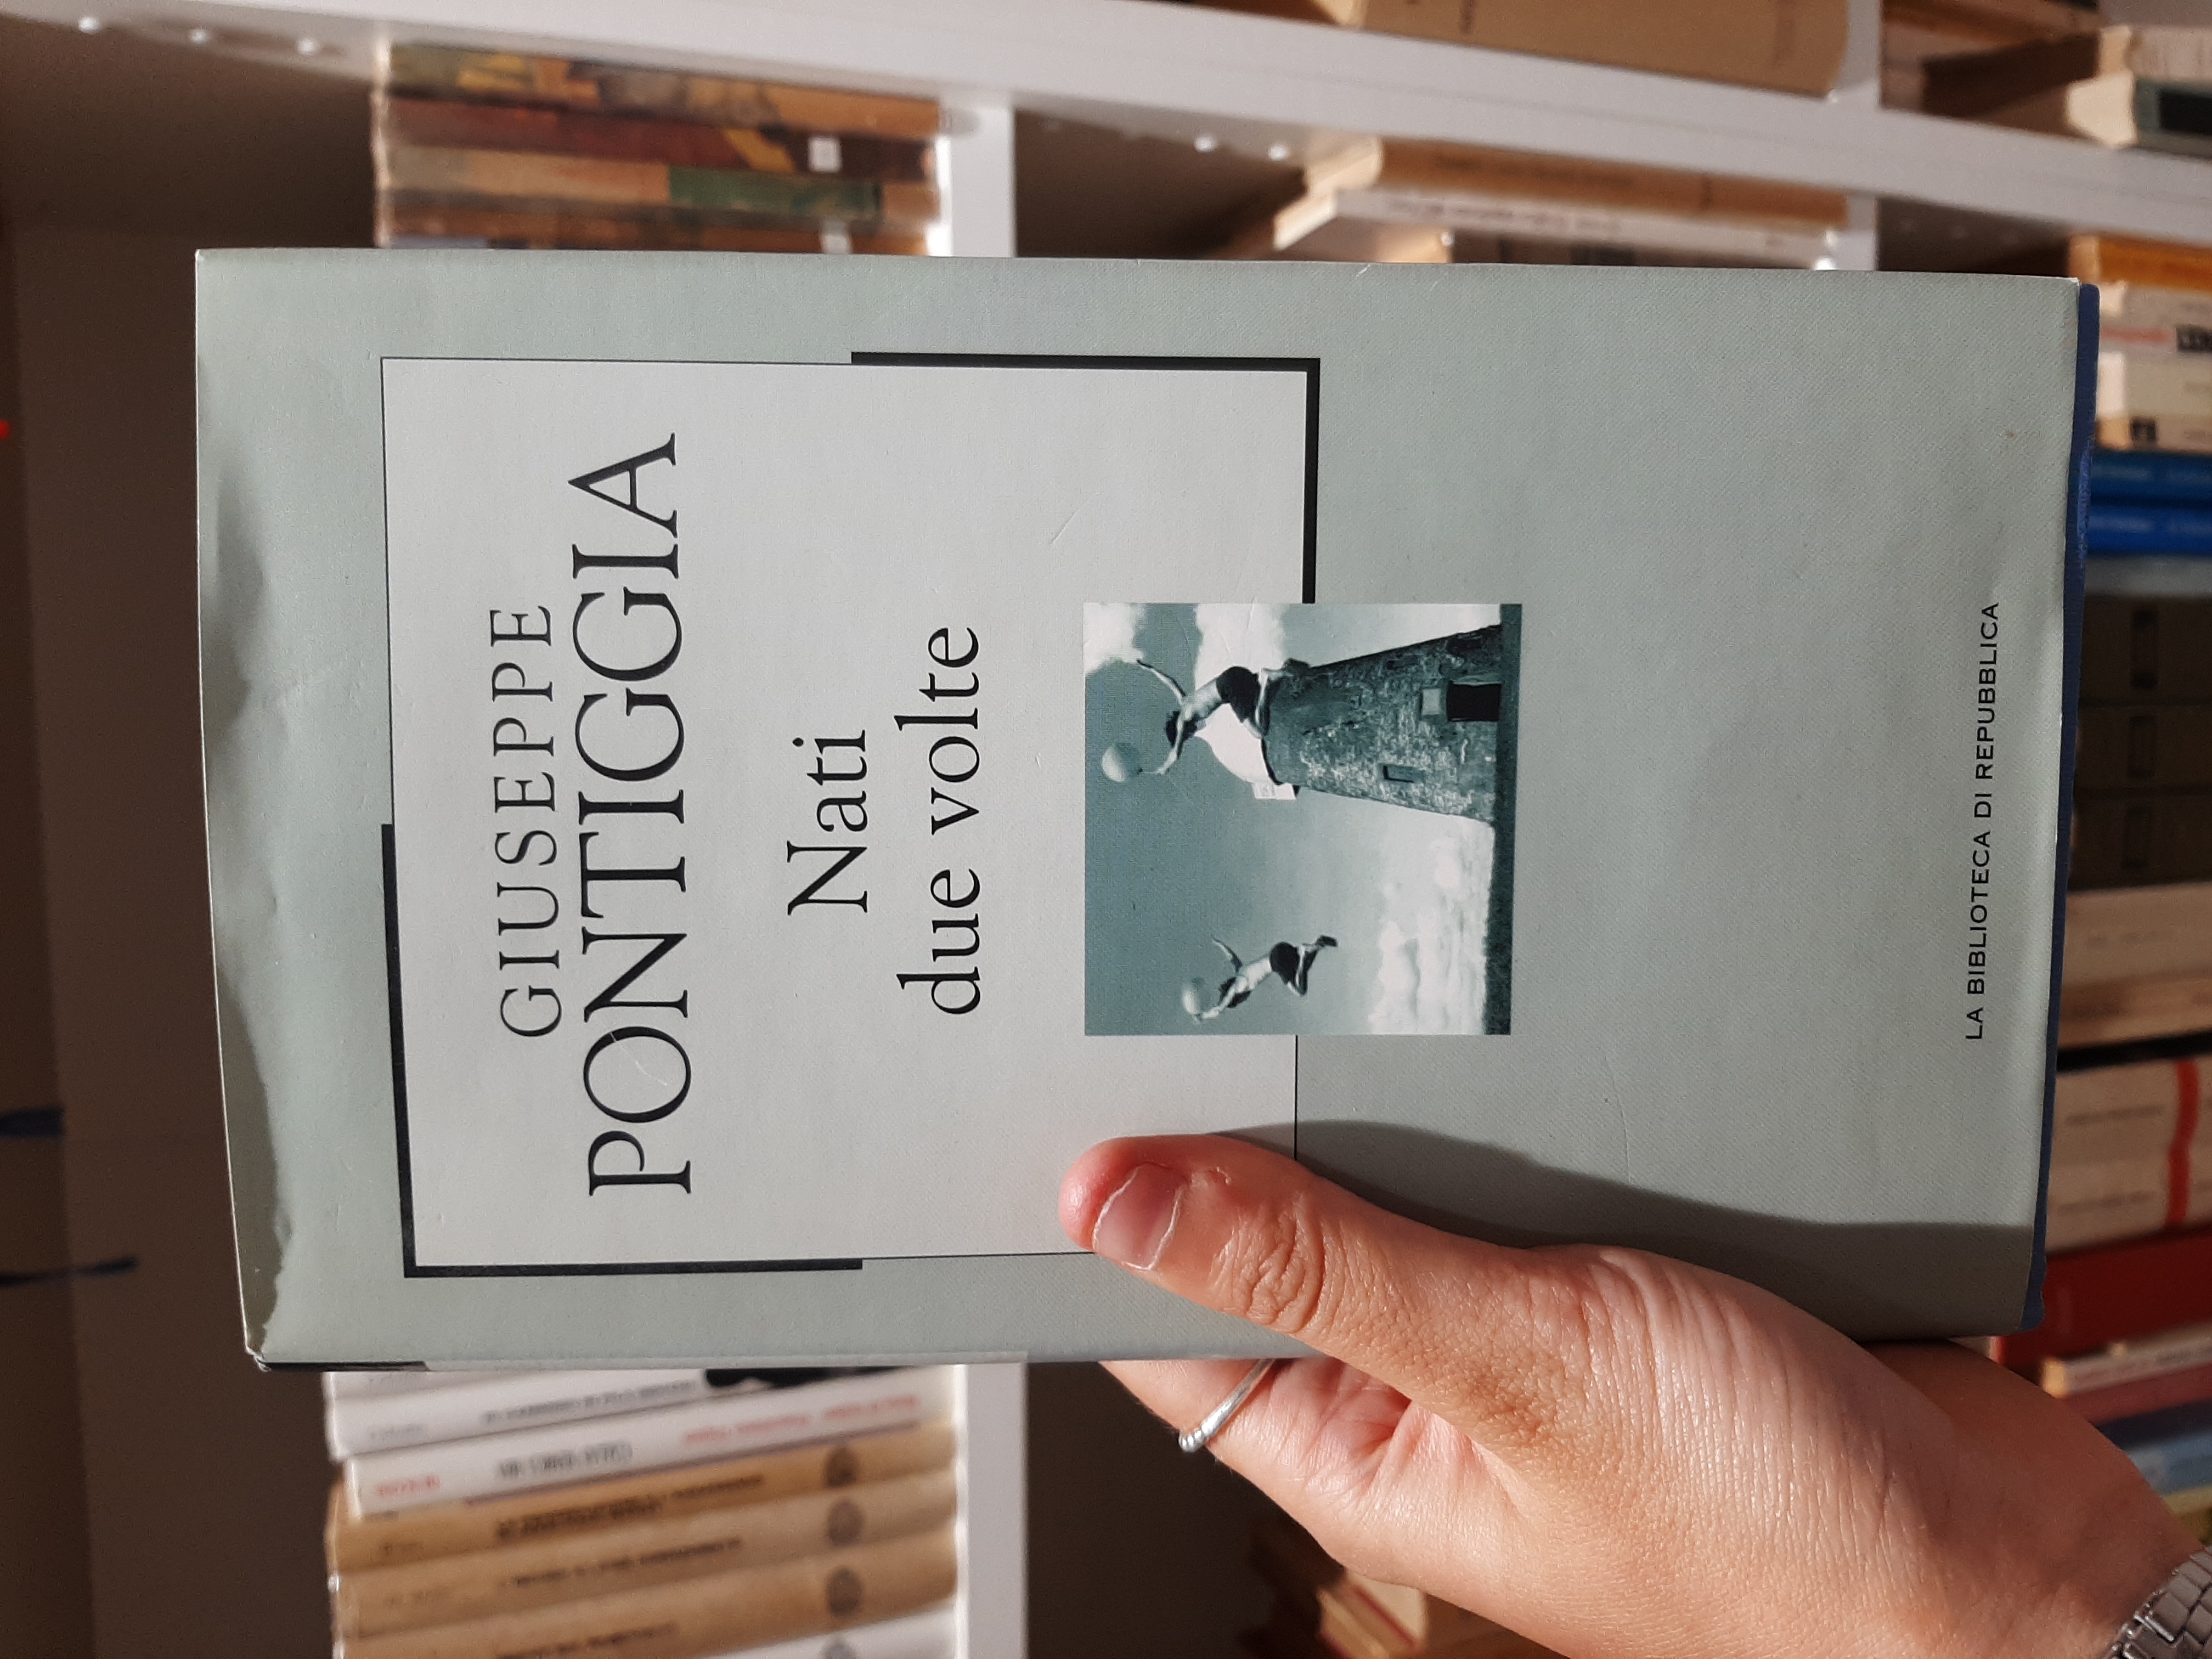 GIUSEPPE
PONTIGGIA
Nati
due volte
LA BIBLIOTECA DI REPUBBLICA